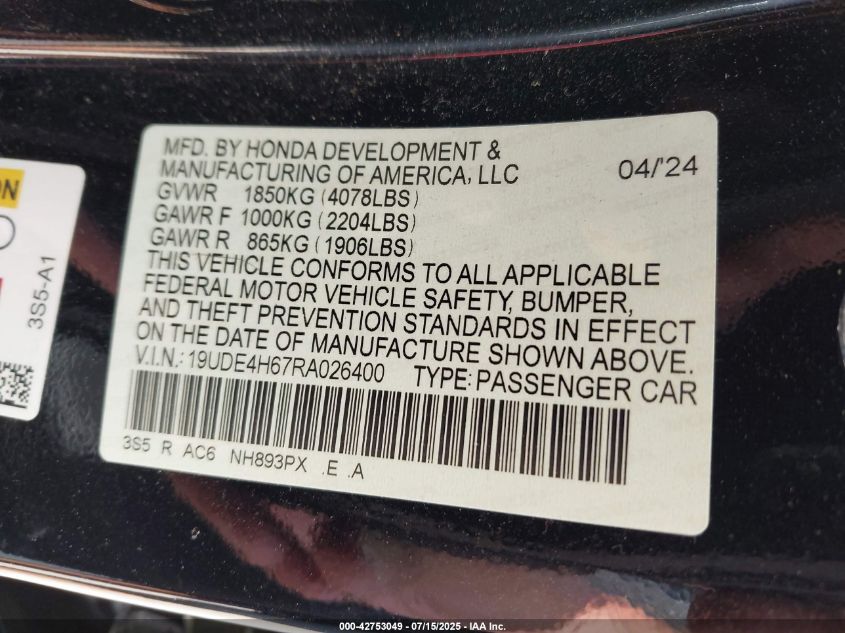 MFD. BY HONDA DEVELOPMENT &
MANUFACTURING OF AMERICA, LLC 04/'24
GVWR 1850KG (4078LBS)
GAWR F 1000KG (2204LBS)
GAWR R 865KG (1906LBS)
THIS VEHICLE CONFORMS TO ALL APPLICABLE
FEDERAL MOTOR VEHICLE SAFETY, BUMPER,
AND THEFT PREVENTION STANDARDS IN EFFECT
ON THE DATE OF MANUFACTURE SHOWN ABOVE.
V.I.N.: 19UDE4H67RA026400 TYPE: PASSENGER CAR
3S5 R AC6 NH893PX .E .A
3S5-A1
000-42753049 - 07/15/2025 - IAA Inc.